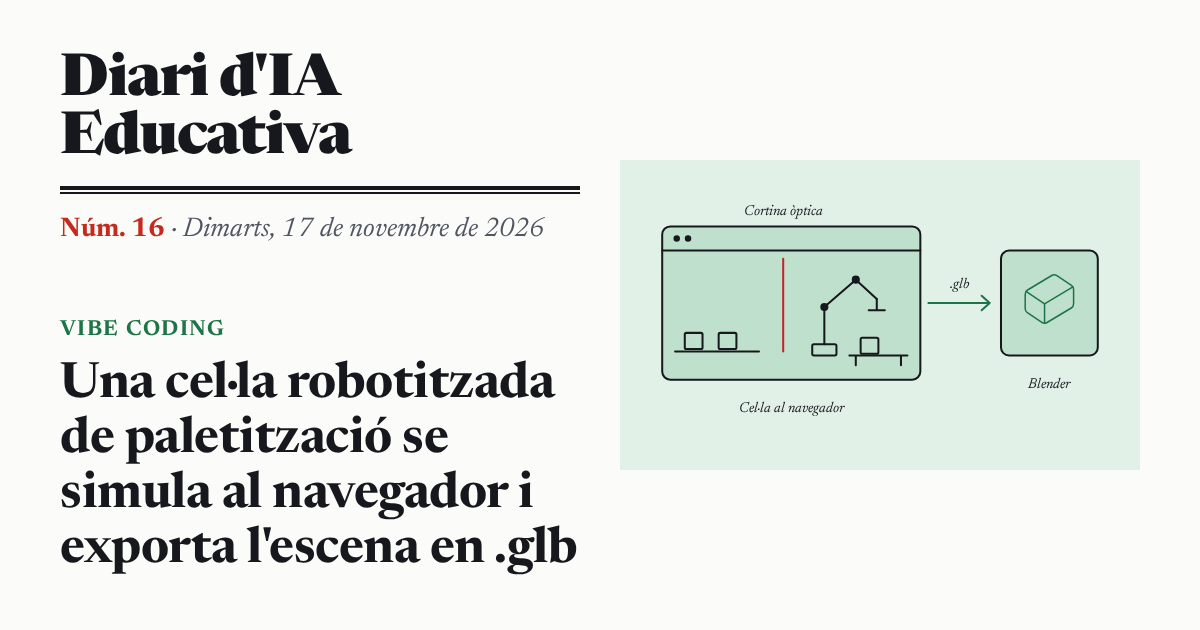 Diari d'IA
Educativa
Núm. 16 · Dimarts, 17 de novembre de 2026
VIBE CODING
Una cel·la robotitzada
de paletització se
simula al navegador i
exporta l'escena en .glb
Cortina òptica
.glb
Blender
Cel·la al navegador